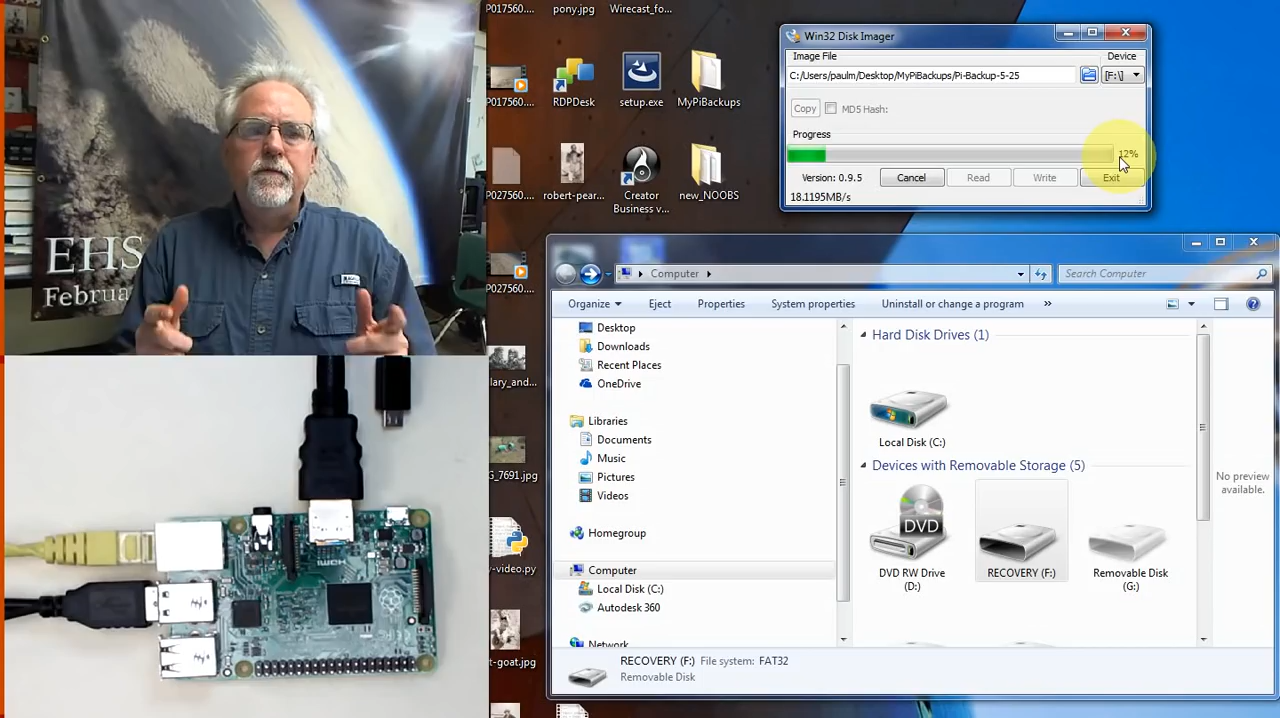 EHS
Februa
P017560.
pony.jpg
Wirecast_fo...
P017560.
RDPDesk
setup.exe
MyPiBackups
P027560.
robert-pear...
Creator
Business v...
new_NOOBS
P027560.
lary_and...
G_7691.jpg
y-video.py
t-goat.jpg
Win32 Disk Imager
Image File
Device
C:/Users/paulm/Desktop/MyPiBackups/Pi-Backup-5-25
[F:\]
Copy
MD5 Hash:
Progress
12%
Version: 0.9.5
Cancel
Read
Write
Exit
18.1195MB/s
Computer
Search Computer
Organize
Eject
Properties
System properties
Uninstall or change a program
»
Desktop
Downloads
Recent Places
OneDrive
Libraries
Documents
Music
Pictures
Videos
Homegroup
Computer
Local Disk (C:)
Autodesk 360
Network
Hard Disk Drives (1)
Local Disk (C:)
Devices with Removable Storage (5)
DVD
DVD RW Drive
(D:)
RECOVERY (F:)
Removable Disk
(G:)
No preview
available.
RECOVERY (F:) File system: FAT32
Removable Disk